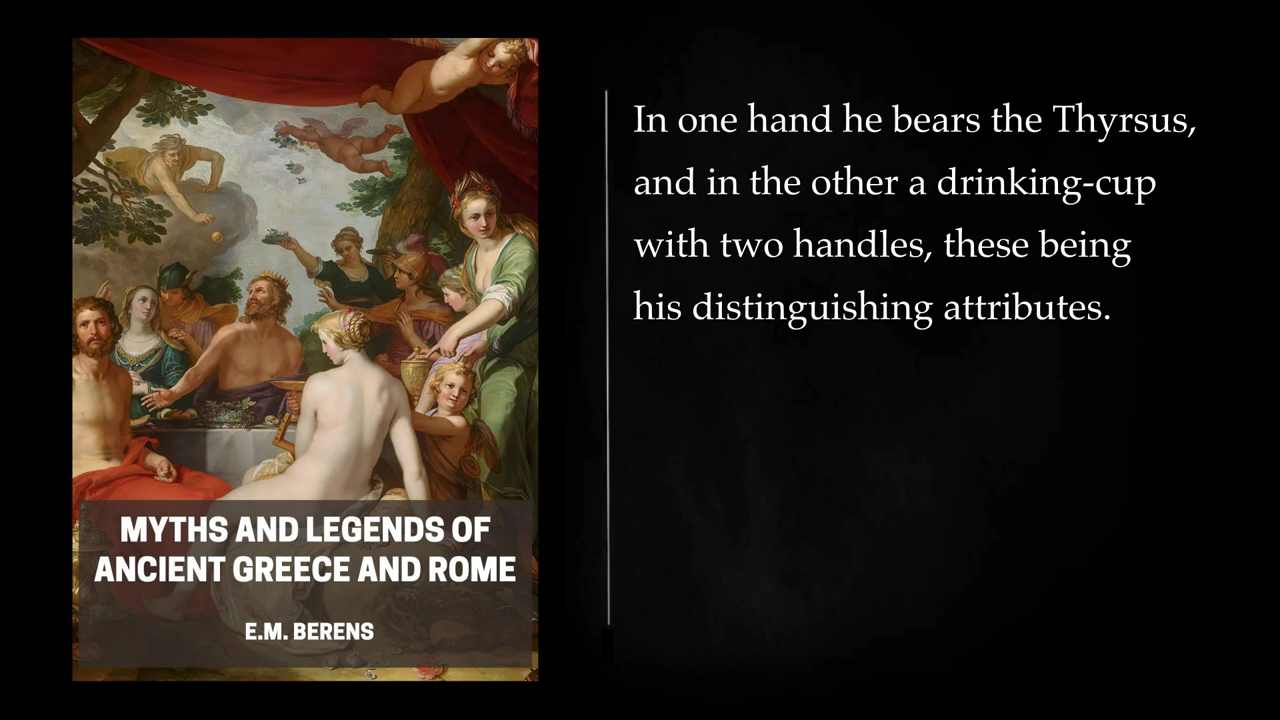 MYTHS AND LEGENDS OF
ANCIENT GREECE AND ROME
E.M. BERENS
In one hand he bears the Thyrsus,
and in the other a drinking-cup
with two handles, these being
his distinguishing attributes.